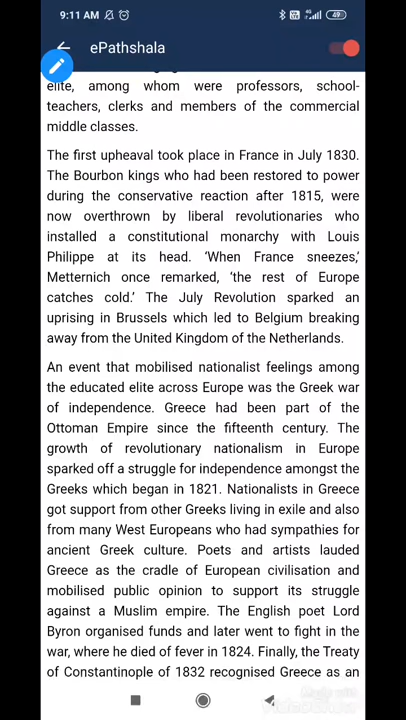 9:11 AM
49
ePathshala
elite, among whom were professors, school-
teachers, clerks and members of the commercial
middle classes.
The first upheaval took place in France in July 1830.
The Bourbon kings who had been restored to power
during the conservative reaction after 1815, were
now overthrown by liberal revolutionaries who
installed a constitutional monarchy with Louis
Philippe at its head. ‘When France sneezes,’
Metternich once remarked, ‘the rest of Europe
catches cold.’ The July Revolution sparked an
uprising in Brussels which led to Belgium breaking
away from the United Kingdom of the Netherlands.
An event that mobilised nationalist feelings among
the educated elite across Europe was the Greek war
of independence. Greece had been part of the
Ottoman Empire since the fifteenth century. The
growth of revolutionary nationalism in Europe
sparked off a struggle for independence amongst the
Greeks which began in 1821. Nationalists in Greece
got support from other Greeks living in exile and also
from many West Europeans who had sympathies for
ancient Greek culture. Poets and artists lauded
Greece as the cradle of European civilisation and
mobilised public opinion to support its struggle
against a Muslim empire. The English poet Lord
Byron organised funds and later went to fight in the
war, where he died of fever in 1824. Finally, the Treaty
of Constantinople of 1832 recognised Greece as an